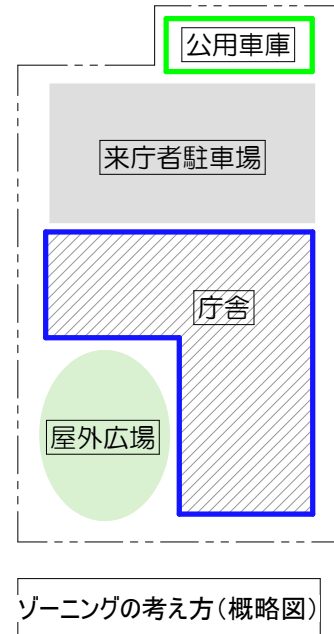 公用車庫
来庁者駐車場
庁舎
屋外広場
ゾーニングの考え方(概略図)